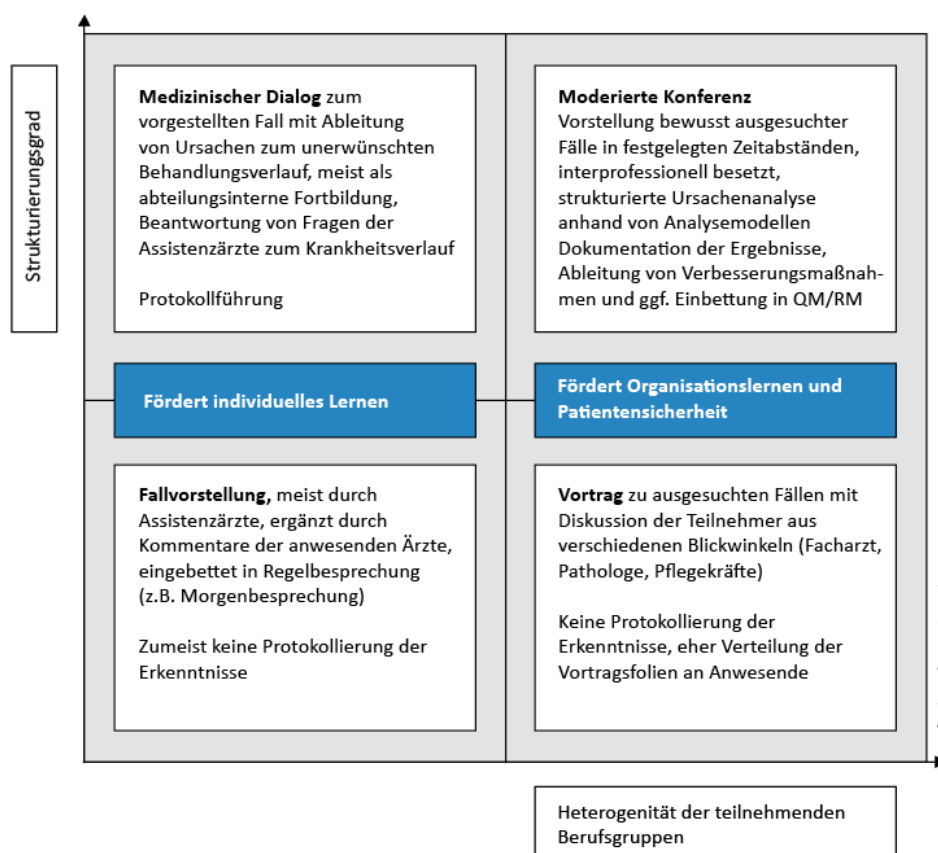 Strukturierungsgrad
Medizinischer Dialog zum
vorgestellten Fall mit Ableitung
von Ursachen zum unerwünschten
Behandlungsverlauf, meist als
abteilungsinterne Fortbildung,
Beantwortung von Fragen der
Assistenzärzte zum Krankheitsverlauf
Protokollführung
Moderierte Konferenz
Vorstellung bewusst ausgesuchter
Fälle in festgelegten Zeitabständen,
interprofessionell besetzt,
strukturierte Ursachenanalyse
anhand von Analysemodellen
Dokumentation der Ergebnisse,
Ableitung von Verbesserungsmaßnah-
men und ggf. Einbettung in QM/RM
Fördert individuelles Lernen
Fördert Organisationslernen und
Patientensicherheit
Fallvorstellung, meist durch
Assistenzärzte, ergänzt durch
Kommentare der anwesenden Ärzte,
eingebettet in Regelbesprechung
(z.B. Morgenbesprechung)
Zumeist keine Protokollierung der
Erkenntnisse
Vortrag zu ausgesuchten Fällen mit
Diskussion der Teilnehmer aus
verschiedenen Blickwinkeln (Facharzt,
Pathologe, Pflegekräfte)
Keine Protokollierung der
Erkenntnisse, eher Verteilung der
Vortragsfolien an Anwesende
Heterogenität der teilnehmenden
Berufsgruppen